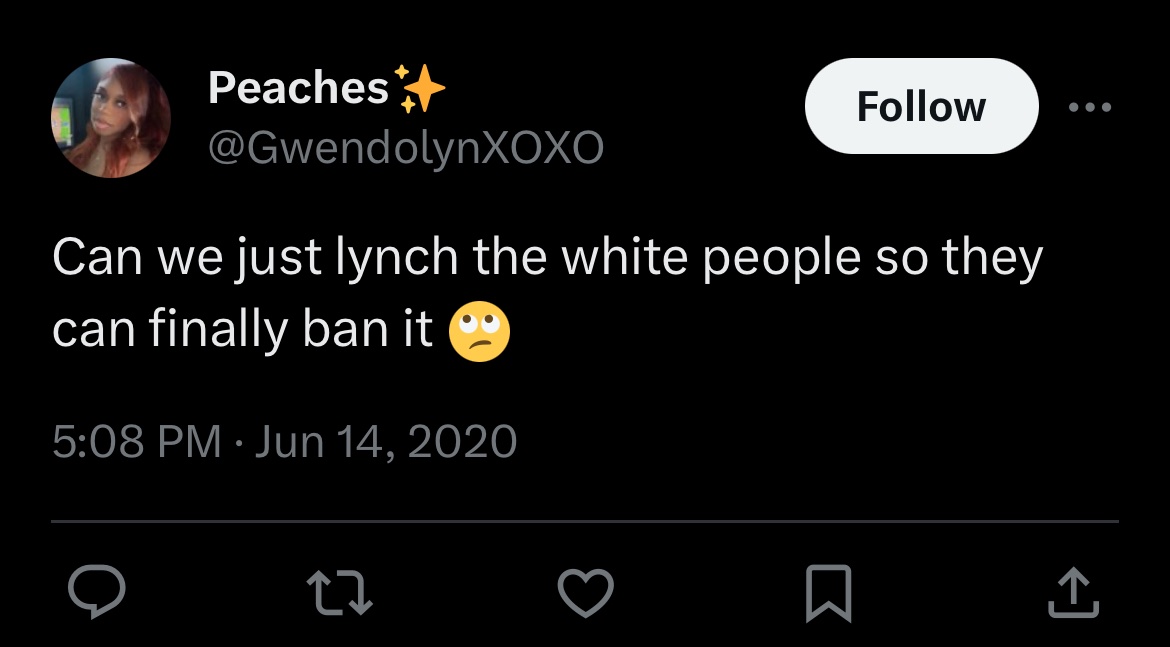 Peaches✨
@GwendolynXOXO
Follow
Can we just lynch the white people so they
can finally ban it 🙄
5:08 PM · Jun 14, 2020